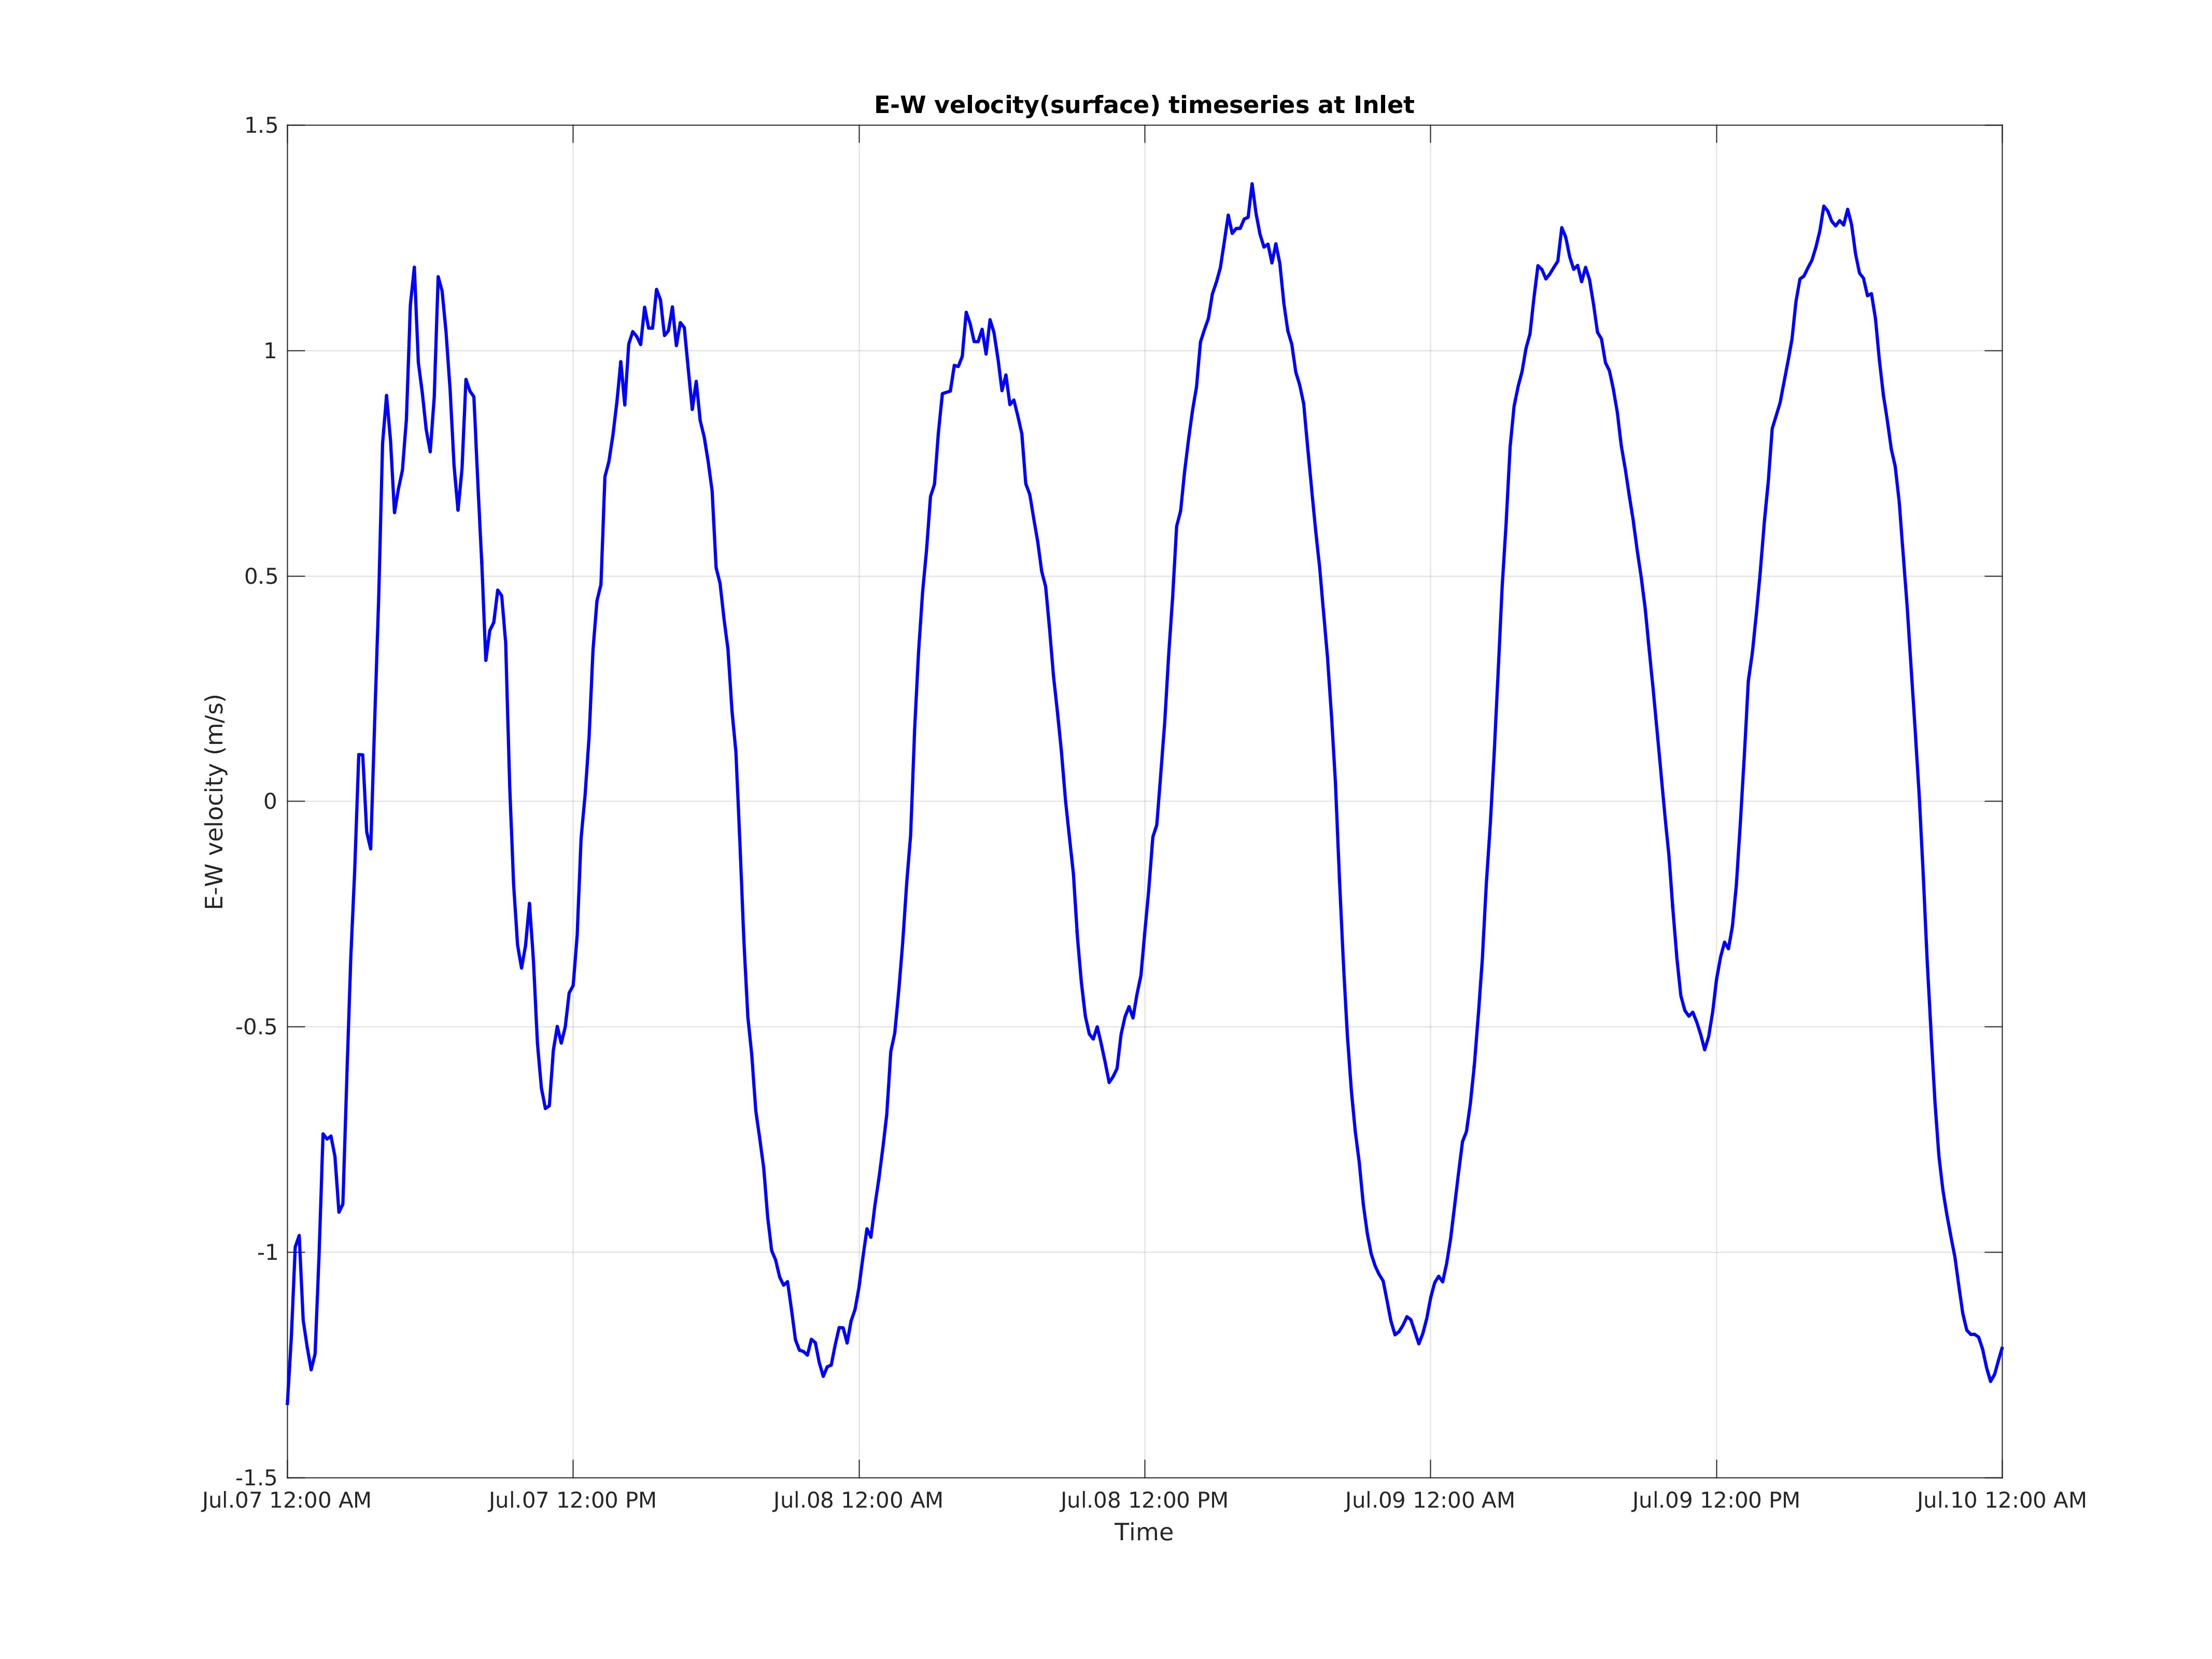 E-W velocity(surface) timeseries at Inlet
1.5
1
0.5
0
-0.5
-1
-1.5
E-W velocity (m/s)
Jul.07 12:00 AM Jul.07 12:00 PM Jul.08 12:00 AM Jul.08 12:00 PM Jul.09 12:00 AM Jul.09 12:00 PM Jul.10 12:00 AM
Time